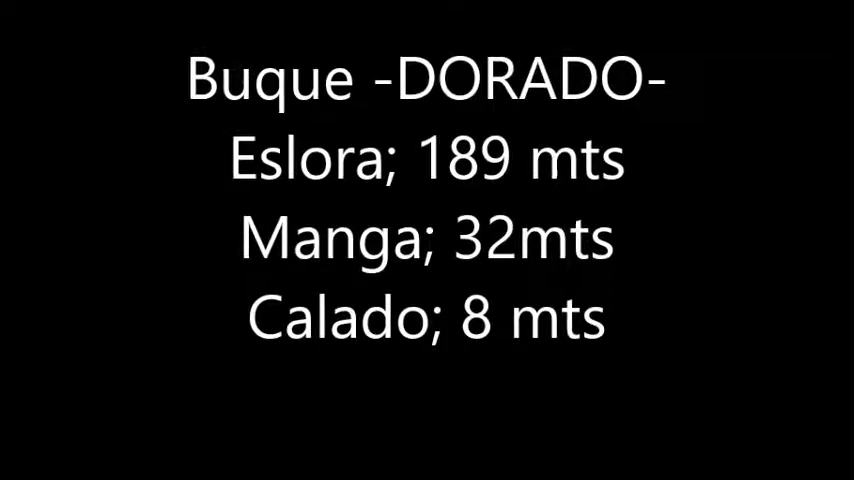 Buque -DORADO-
Eslora; 189 mts
Manga; 32mts
Calado; 8 mts